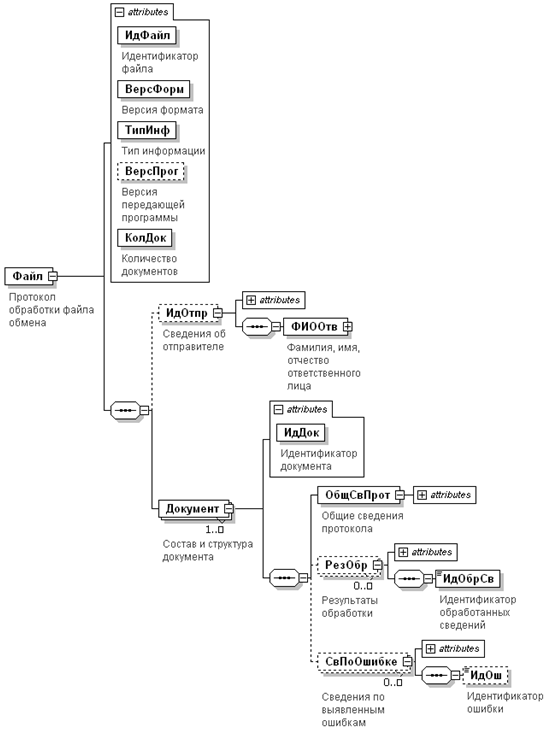 attributes
ИдФайл
Идентификатор
файла
ВерсФорм
Версия формата
ТипИнф
Тип информации
ВерсПрог
Версия
передающей
программы
КолДок
Количество
документов
Файл
Протокол
обработки файла
обмена
ИдОтпр
Сведения об
отправителе
attributes
ФИООтв
Фамилия, имя,
отчество
ответственного
лица
attributes
ИдДок
Идентификатор
документа
Документ
1..□
Состав и структура
документа
ОбщСвПрот
attributes
Общие сведения
протокола
РезОбр
0..□
Результаты
обработки
attributes
ИдОбрСв
Идентификатор
обработанных
сведений
СвПоОшибке
0..□
Сведения по
выявленным
ошибкам
attributes
ИдОш
Идентификатор
ошибки